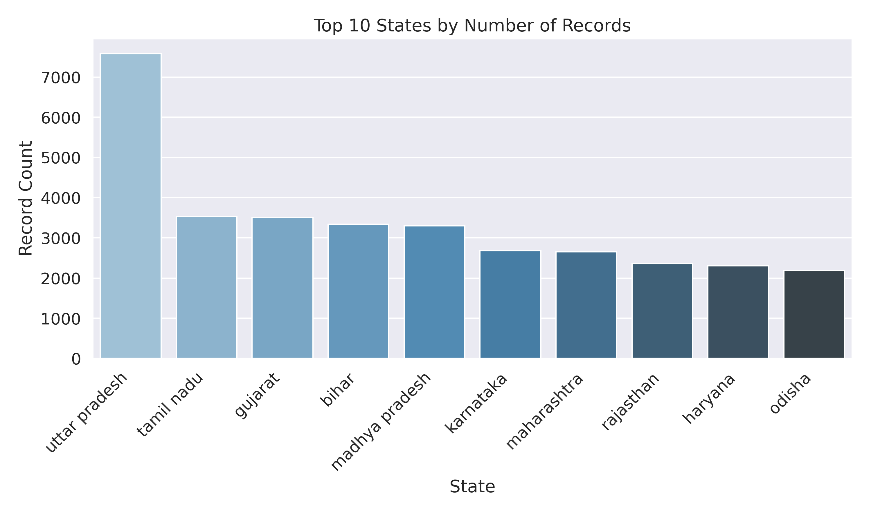 Top 10 States by Number of Records
Record Count
7000
6000
5000
4000
3000
2000
1000
0
uttar pradesh
tamil nadu
gujarat
bihar
madhya pradesh
karnataka
maharashtra
rajasthan
haryana
odisha
State